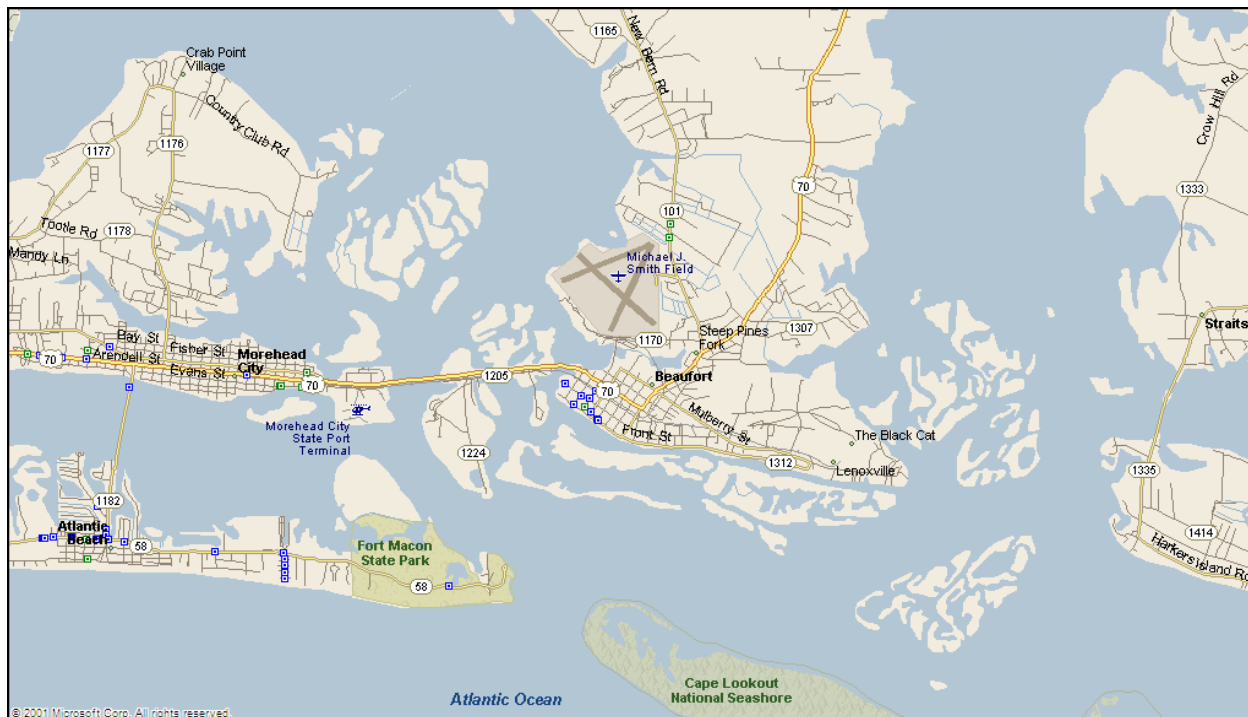 1165
New Bern Rd
Crab Point
Village
Country Club Rd
Crow Hill Rd
1177
1176
70
1333
101
Tootle Rd
1178
Mandy Ln
Michael J.
Smith Field
Straits
1307
Steep Pines
Fork
1170
Bay St
Fisher St
Morehead
City
70
Arendell St
Evans St
70
1205
Beaufort
70
Mulberry St
Morehead City
State Port
Terminal
Front St
The Black Cat
1224
1312
Lenoxville
1335
1182
Atlantic
Beach
58
Fort Macon
State Park
1414
Harkers Island Rd
58
Cape Lookout
National Seashore
Atlantic Ocean
© 2001 Microsoft Corp. All rights reserved.